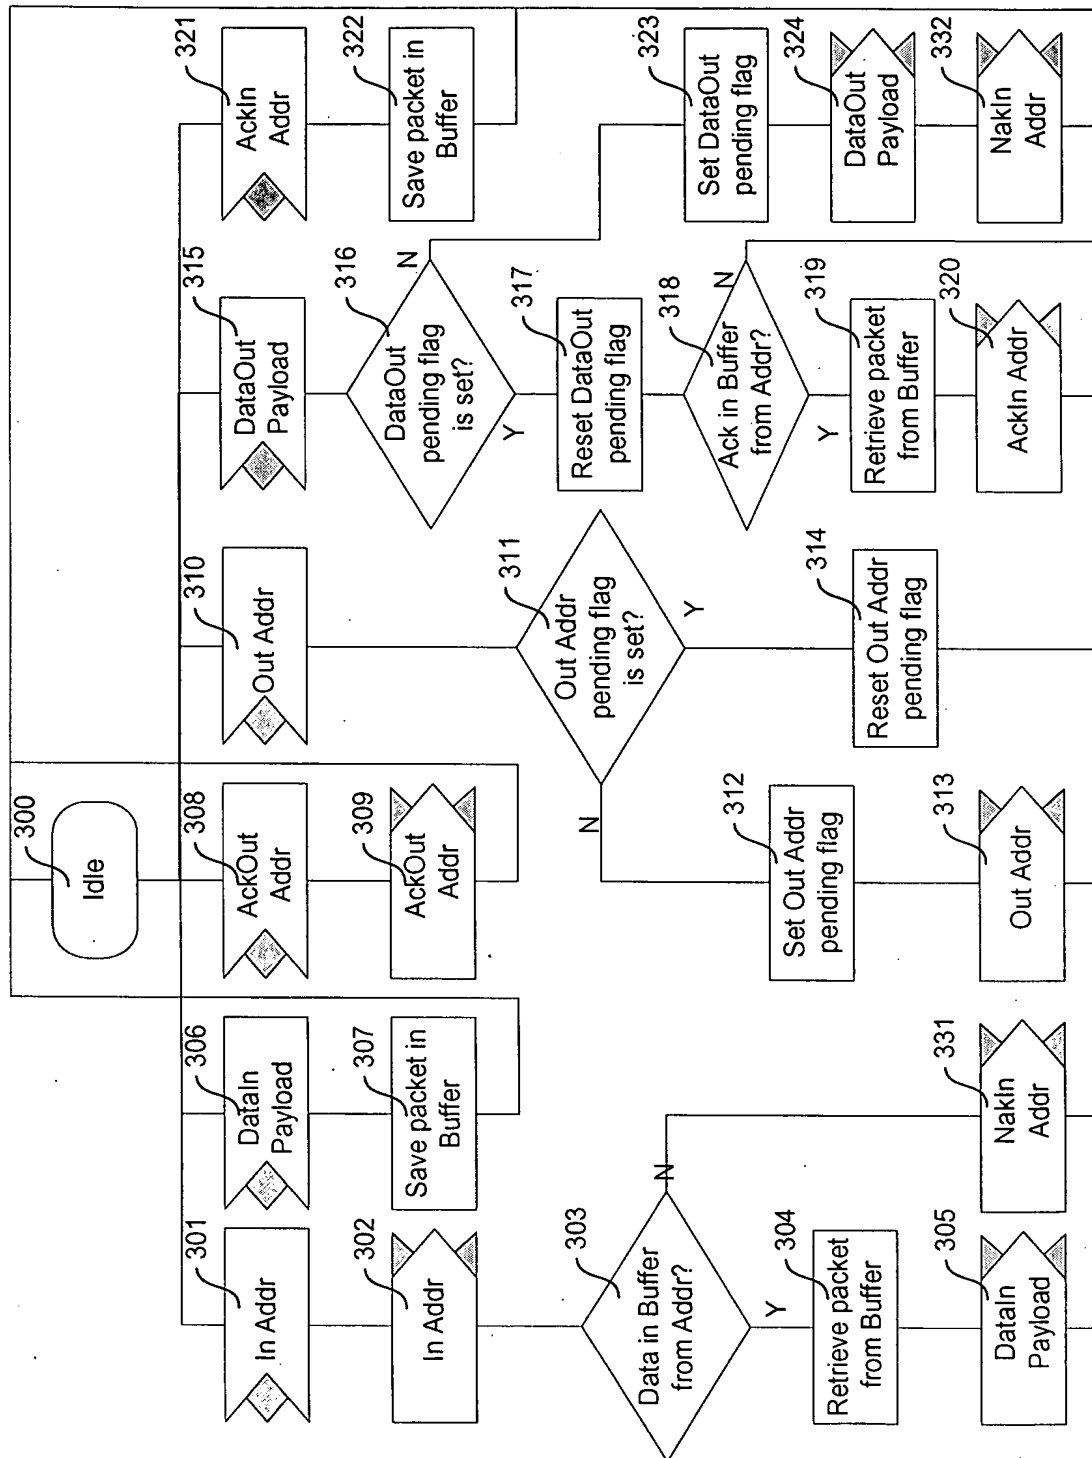 300
Idle
301
In Addr
302
In Addr
303
Data in Buffer
from Addr?
Y
N
304
Retrieve packet
from Buffer
305
DataIn
Payload
331
NakIn
Addr
306
DataIn
Payload
307
Save packet in
Buffer
308
AckOut
Addr
309
AckOut
Addr
310
Out Addr
311
Out Addr
pending flag
is set?
N
Y
312
Set Out Addr
pending flag
313
Out Addr
314
Reset Out Addr
pending flag
315
DataOut
Payload
316
DataOut
pending flag
is set?
N
Y
317
Reset DataOut
pending flag
318
Ack in Buffer
from Addr?
N
Y
319
Retrieve packet
from Buffer
320
AckIn Addr
321
AckIn
Addr
322
Save packet in
Buffer
323
Set DataOut
pending flag
324
DataOut
Payload
332
NakIn
Addr